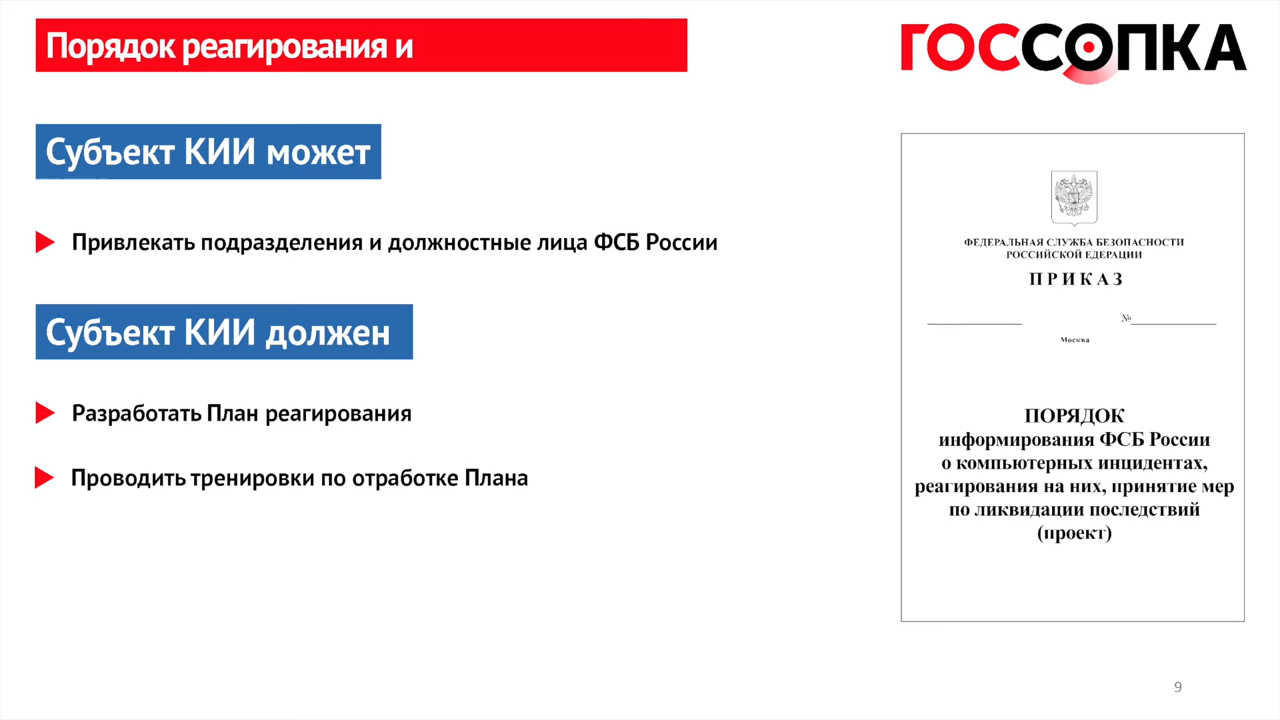 Порядок реагирования и
ГОССОПКА
Субъект КИИ может
Привлекать подразделения и должностные лица ФСБ России
Субъект КИИ должен
Разработать План реагирования
Проводить тренировки по отработке Плана
ФЕДЕРАЛЬНАЯ СЛУЖБА БЕЗОПАСНОСТИ
РОССИЙСКОЙ ЕДЕРАЦИИ
ПРИКАЗ
№
Москва
ПОРЯДОК
информирования ФСБ России
о компьютерных инцидентах,
реагирования на них, принятие мер
по ликвидации последствий
(проект)
9